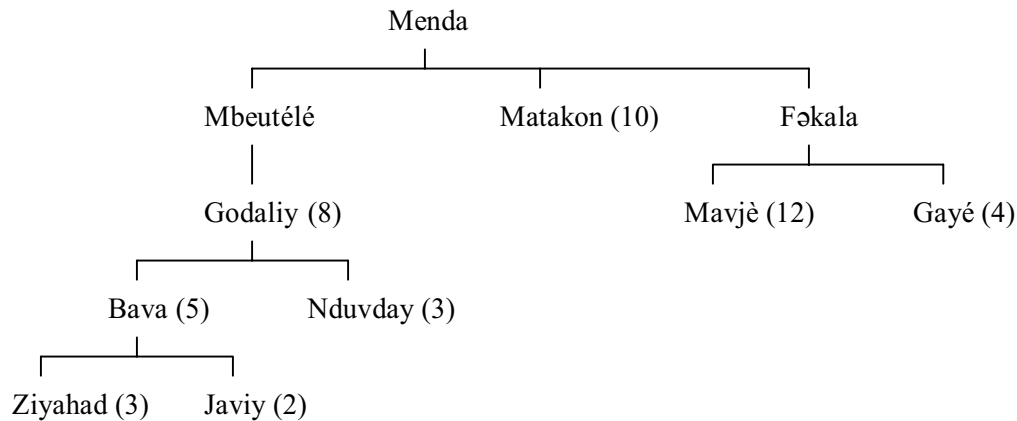 Menda
Mbeutélé Matakon (10) Fəkala
Godaliy (8) Mavjè (12) Gayé (4)
Bava (5) Nduvday (3)
Ziyahad (3) Javiy (2)